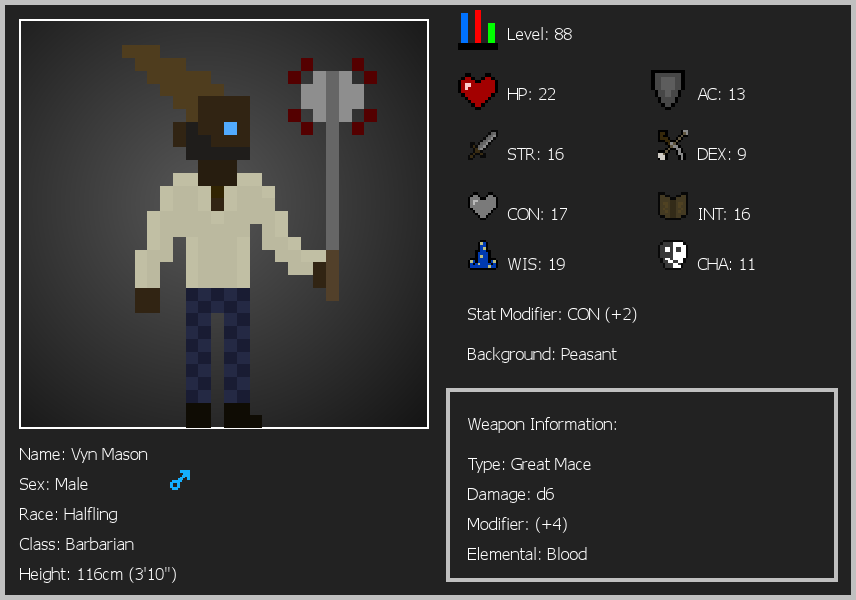 Level: 88
HP: 22
AC: 13
STR: 16
DEX: 9
CON: 17
INT: 16
WIS: 19
CHA: 11
Stat Modifier: CON (+2)
Background: Peasant
Weapon Information:
Type: Great Mace
Damage: d6
Modifier: (+4)
Elemental: Blood
Name: Vyn Mason
Sex: Male
Race: Halfling
Class: Barbarian
Height: 116cm (3'10")